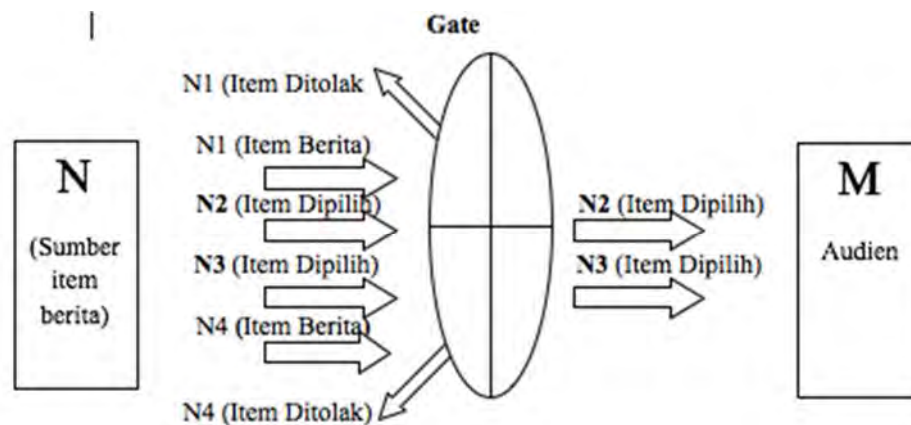 Gate
N1 (Item Ditolak
N1 (Item Berita)
N2 (Item Dipilih)
N3 (Item Dipilih)
N4 (Item Berita)
N4 (Item Ditolak)
N
(Sumber
item
berita)
N2 (Item Dipilih)
N3 (Item Dipilih)
M
Audien